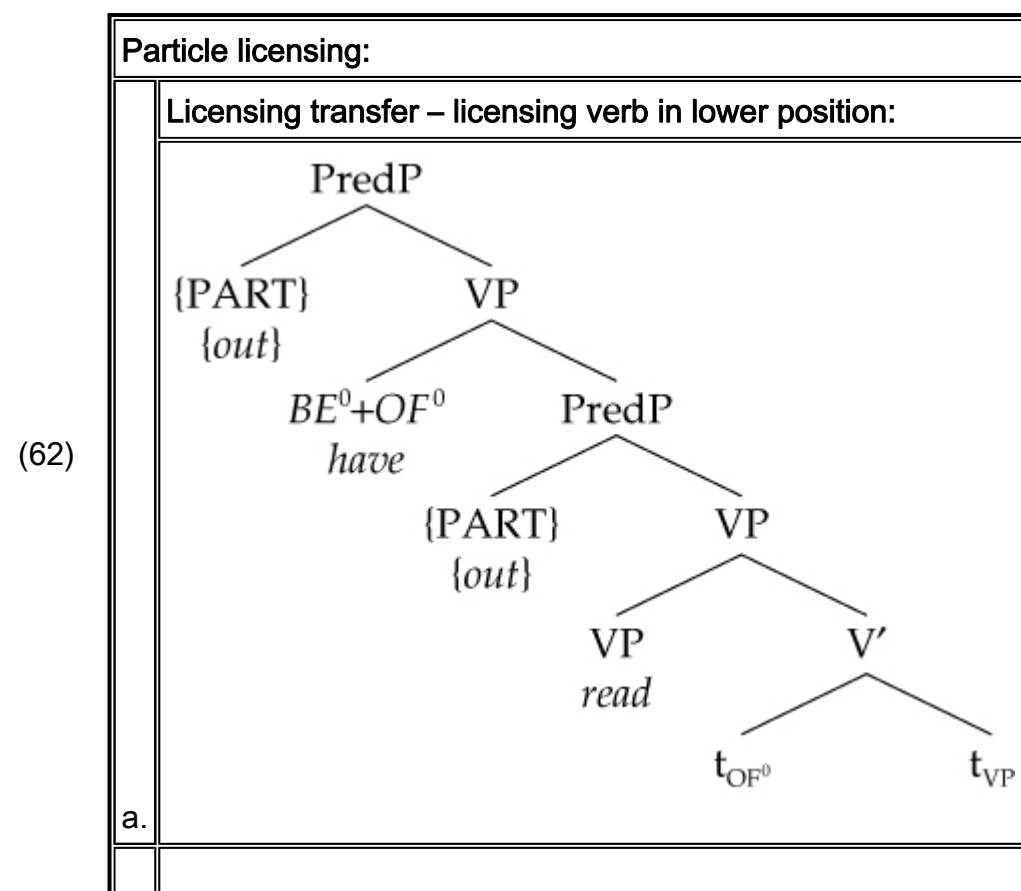 Particle licensing:
Licensing transfer – licensing verb in lower position:
PredP
{PART} VP
{out}
BE⁰+OF⁰ PredP
have
(62)
{PART} VP
{out}
VP V′
read
t_OF⁰ t_VP
a.